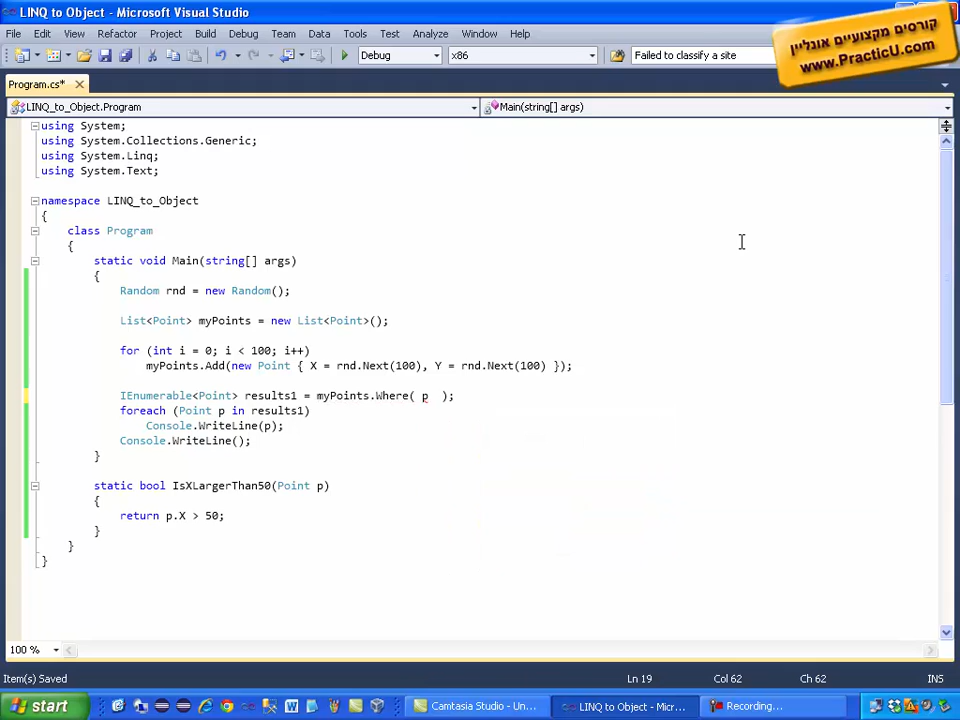 LINQ to Object - Microsoft Visual Studio
File Edit View Refactor Project Build Debug Team Data Tools Test Analyze Window Help
Debug x86 Failed to classify a site
קורסים מקצועיים אונליין
www.PracticU.com
Program.cs*
LINQ_to_Object.Program Main(string[] args)
using System;
using System.Collections.Generic;
using System.Linq;
using System.Text;
namespace LINQ_to_Object
{
class Program
{
static void Main(string[] args)
{
Random rnd = new Random();
List<Point> myPoints = new List<Point>();
for (int i = 0; i < 100; i++)
myPoints.Add(new Point { X = rnd.Next(100), Y = rnd.Next(100) });
IEnumerable<Point> results1 = myPoints.Where( p  );
foreach (Point p in results1)
Console.WriteLine(p);
Console.WriteLine();
}
static bool IsXLargerThan50(Point p)
{
return p.X > 50;
}
}
}
100 %
Item(s) Saved Ln 19 Col 62 Ch 62 INS
start Camtasia Studio - Un... LINQ to Object - Micr... Recording...